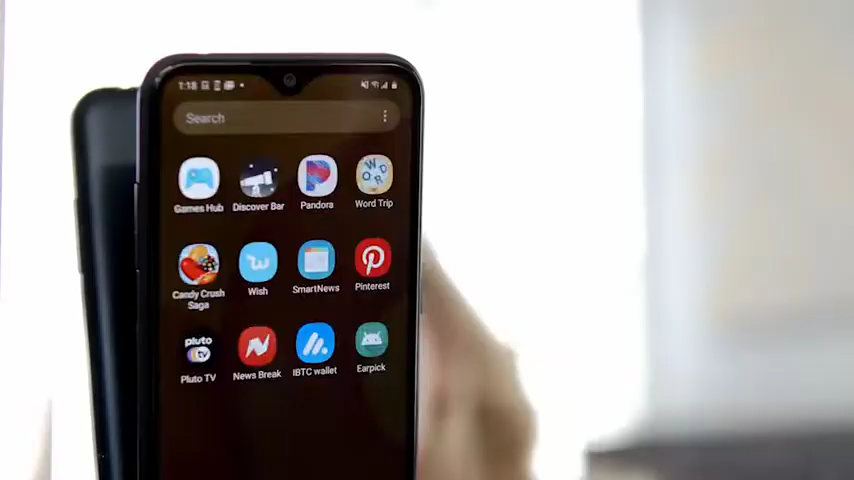 1:18
Search
Games Hub
Discover Bar
Pandora
Word Trip
Candy Crush
Saga
Wish
SmartNews
Pinterest
pluto
tv
Pluto TV
News Break
IBTC wallet
Earpick